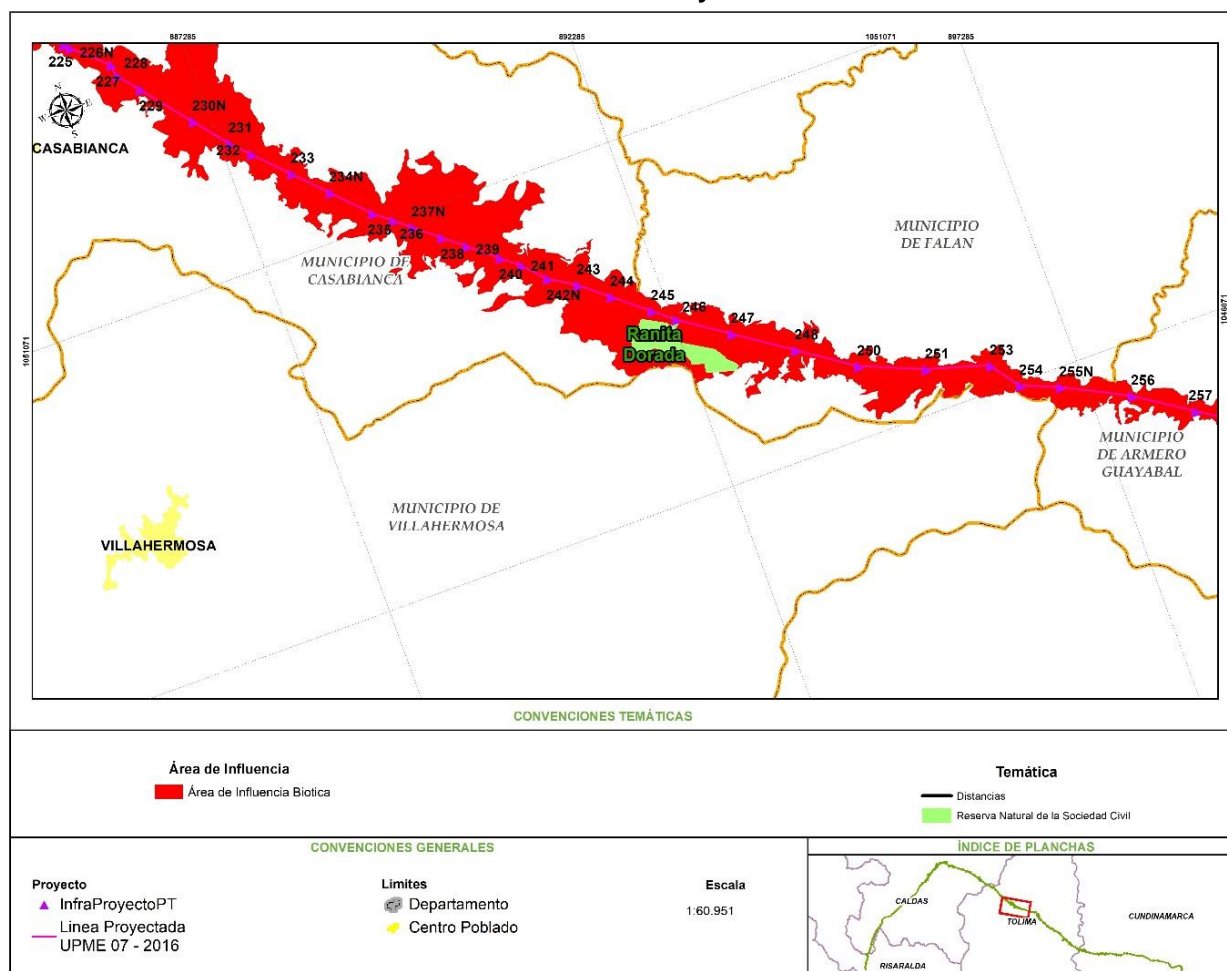 887285
892285
1051071
897285
225
226N
228
227
229
230N
231
232
CASABIANCA
233
234N
235
236
237N
238
239
240
241
242N
243
244
245
246
247
248
250
251
253
254
255N
256
257
N
E
S
W
MUNICIPIO DE
CASABIANCA
MUNICIPIO
DE FALAN
Ranita
Dorada
1051071
1046071
MUNICIPIO
DE ARMERO
GUAYABAL
MUNICIPIO DE
VILLAHERMOSA
VILLAHERMOSA
CONVENCIONES TEMÁTICAS
Área de Influencia
Área de Influencia Biotica
Temática
Distancias
Reserva Natural de la Sociedad Civil
CONVENCIONES GENERALES
Proyecto
InfraProyectoPT
Linea Proyectada
UPME 07 - 2016
Limites
Departamento
Centro Poblado
Escala
1:60.951
ÍNDICE DE PLANCHAS
CALDAS
TOLIMA
CUNDINAMARCA
RISARALDA